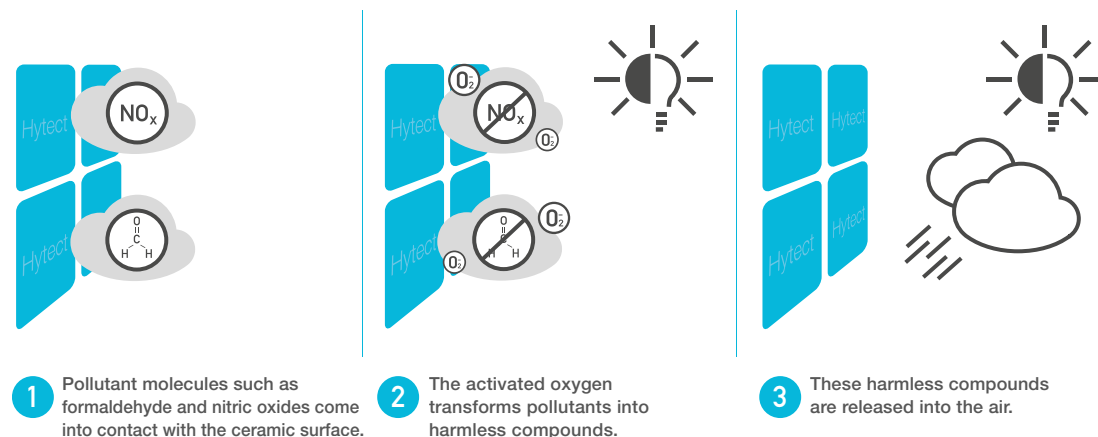 Hytect
NOx
Hytect
O
C
H H
Hytect
O2-
NOx
O2-
Hytect
O2-
O
C
H H
O2-
Hytect
Hytect
Hytect
Hytect
1
Pollutant molecules such as
formaldehyde and nitric oxides come
into contact with the ceramic surface.
2
The activated oxygen
transforms pollutants into
harmless compounds.
3
These harmless compounds
are released into the air.